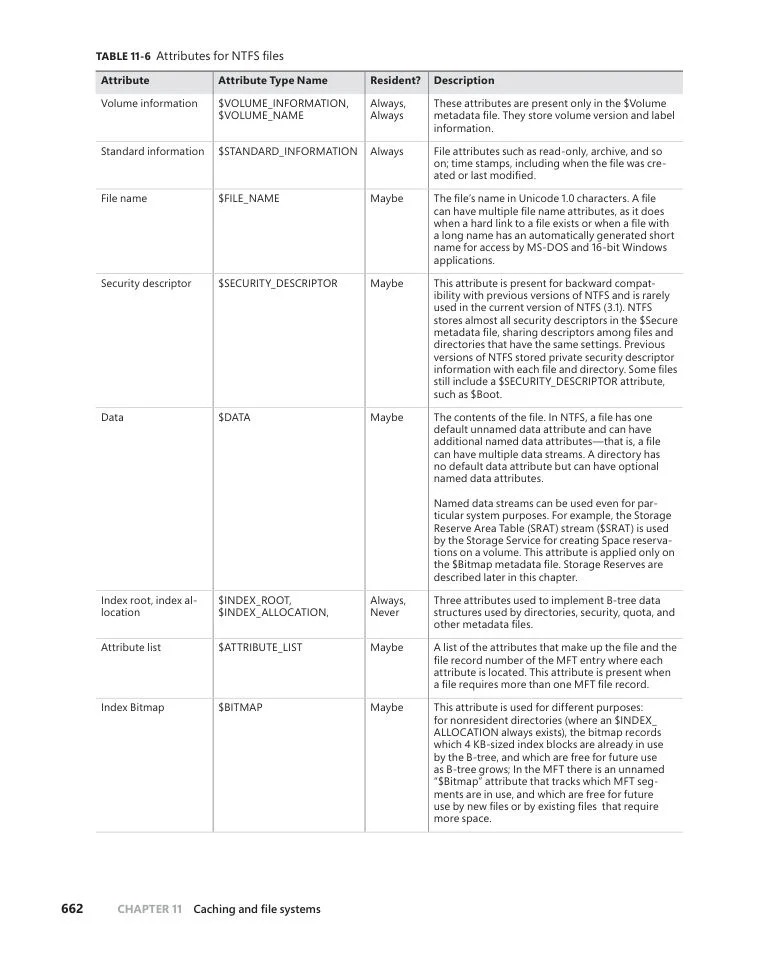 TABLE 11-6 Attributes for NTFS files
Attribute Attribute Type Name Resident? Description
Volume information $VOLUME_INFORMATION, $VOLUME_NAME Always, Always These attributes are present only in the $Volume
metadata file. They store volume version and label
information.
Standard information $STANDARD_INFORMATION Always File attributes such as read-only, archive, and so
on; time stamps, including when the file was cre-
ated or last modified.
File name $FILE_NAME Maybe The file's name in Unicode 1.0 characters. A file
can have multiple file name attributes, as it does
when a hard link to a file exists or when a file with
a long name has an automatically generated short
name for access by MS-DOS and 16-bit Windows
applications.
Security descriptor $SECURITY_DESCRIPTOR Maybe This attribute is present for backward compat-
ibility with previous versions of NTFS and is rarely
used in the current version of NTFS (3.1). NTFS
stores almost all security descriptors in the $Secure
metadata file, sharing descriptors among files and
directories that have the same settings. Previous
versions of NTFS stored private security descriptor
information with each file and directory. Some files
still include a $SECURITY_DESCRIPTOR attribute,
such as $Boot.
Data $DATA Maybe The contents of the file. In NTFS, a file has one
default unnamed data attribute and can have
additional named data attributes—that is, a file
can have multiple data streams. A directory has
no default data attribute but can have optional
named data attributes.
Named data streams can be used even for par-
ticular system purposes. For example, the Storage
Reserve Area Table (SRAT) stream ($SRAT) is used
by the Storage Service for creating Space reserva-
tions on a volume. This attribute is applied only on
the $Bitmap metadata file. Storage Reserves are
described later in this chapter.
Index root, index al-
location $INDEX_ROOT,
$INDEX_ALLOCATION, Always,
Never Three attributes used to implement B-tree data
structures used by directories, security, quota, and
other metadata files.
Attribute list $ATTRIBUTE_LIST Maybe A list of the attributes that make up the file and the
file record number of the MFT entry where each
attribute is located. This attribute is present when
a file requires more than one MFT file record.
Index Bitmap $BITMAP Maybe This attribute is used for different purposes:
for nonresident directories (where an $INDEX_
ALLOCATION always exists), the bitmap records
which 4 KB-sized index blocks are already in use
by the B-tree, and which are free for future use
as B-tree grows; In the MFT there is an unnamed
"$Bitmap" attribute that tracks which MFT seg-
ments are in use, and which are free for future
use by new files or by existing files that require
more space.
662 CHAPTER 11 Caching and file systems